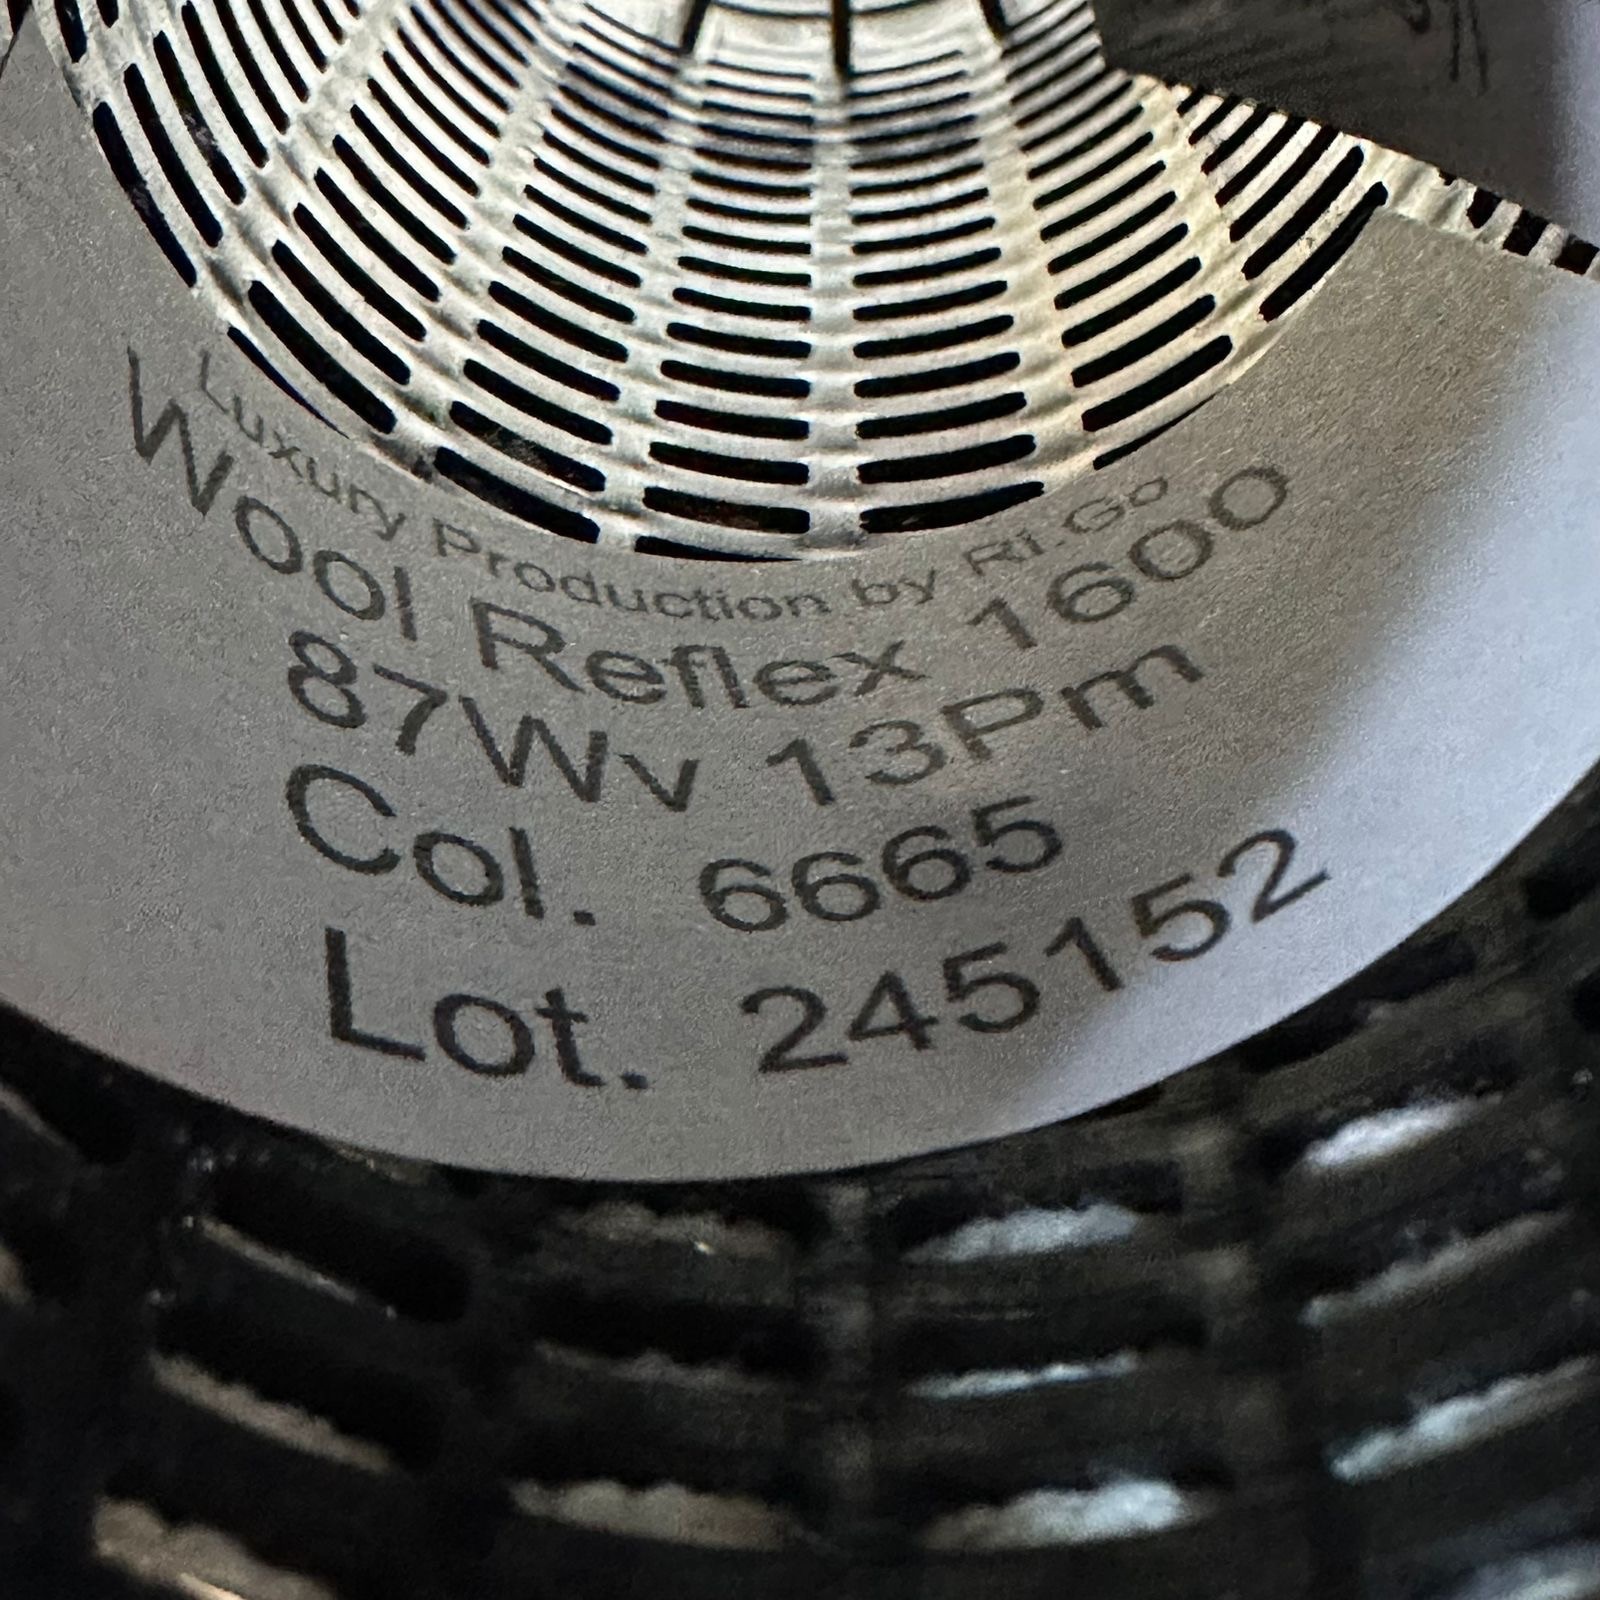 Luxury Production by Ri.Go
Wool Reflex 1600
87Wv 13Pm
Col. 6665
Lot. 245152